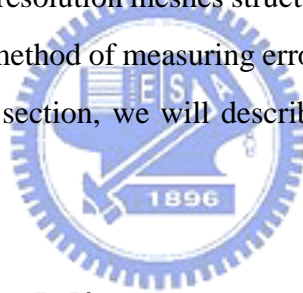 resolution meshes struct
method of measuring erro
section, we will describ
E S A
1896